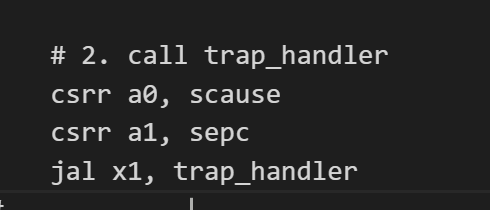 # 2. call trap_handler
csrr a0, scause
csrr a1, sepc
jal x1, trap_handler